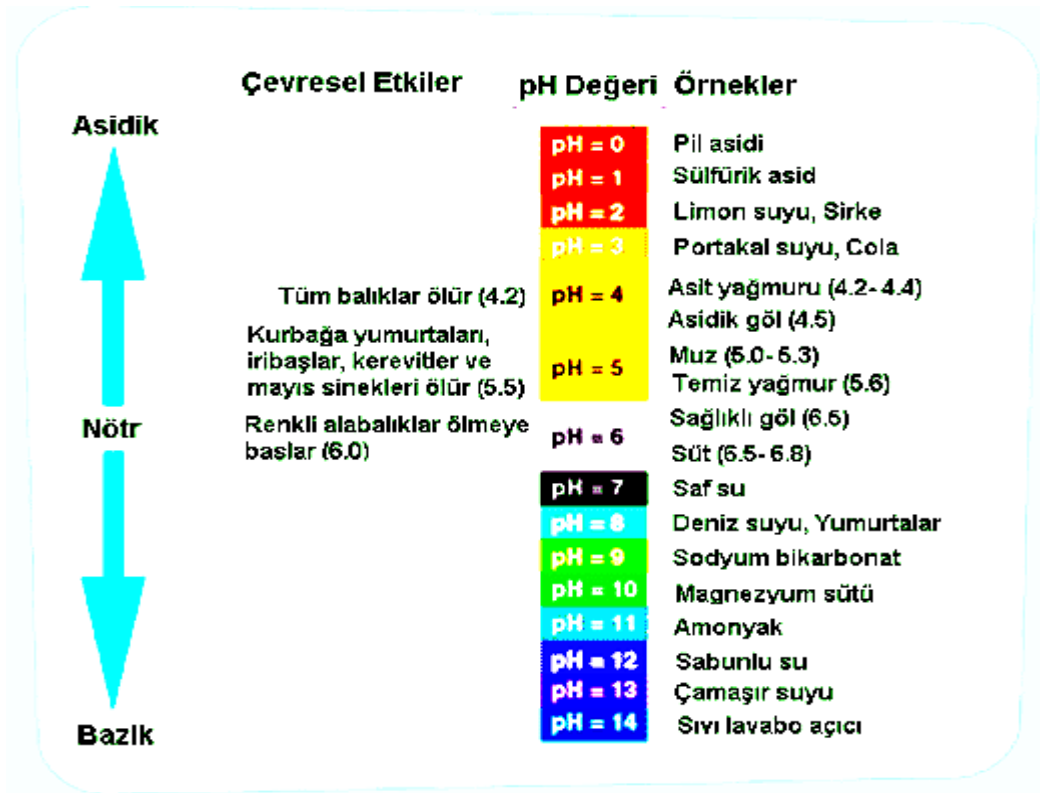 Çevresel Etkiler pH Değeri Örnekler
Asidik
pH = 0 Pil asidi
pH = 1 Sülfürik asid
pH = 2 Limon suyu, Sirke
pH = 3 Portakal suyu, Cola
Tüm balıklar ölür (4.2) pH = 4 Asit yağmuru (4.2-4.4)
Asidik göl (4.5)
Kurbağa yumurtaları,
iribaşlar, kerevitler ve
mayıs sinekleri ölür (5.5)
pH = 5 Muz (5.0-5.3)
Temiz yağmur (5.6)
Nötr
Renkli alabalıklar ölmeye
baslar (6.0)
pH = 6 Sağlıklı göl (6.5)
Süt (6.5-6.8)
pH = 7 Saf su
pH = 8 Deniz suyu, Yumurtalar
pH = 9 Sodyum bikarbonat
pH = 10 Magnezyum sütü
pH = 11 Amonyak
pH = 12 Sabunlu su
pH = 13 Çamaşır suyu
pH = 14 Sıvı lavabo açıcı
Bazik